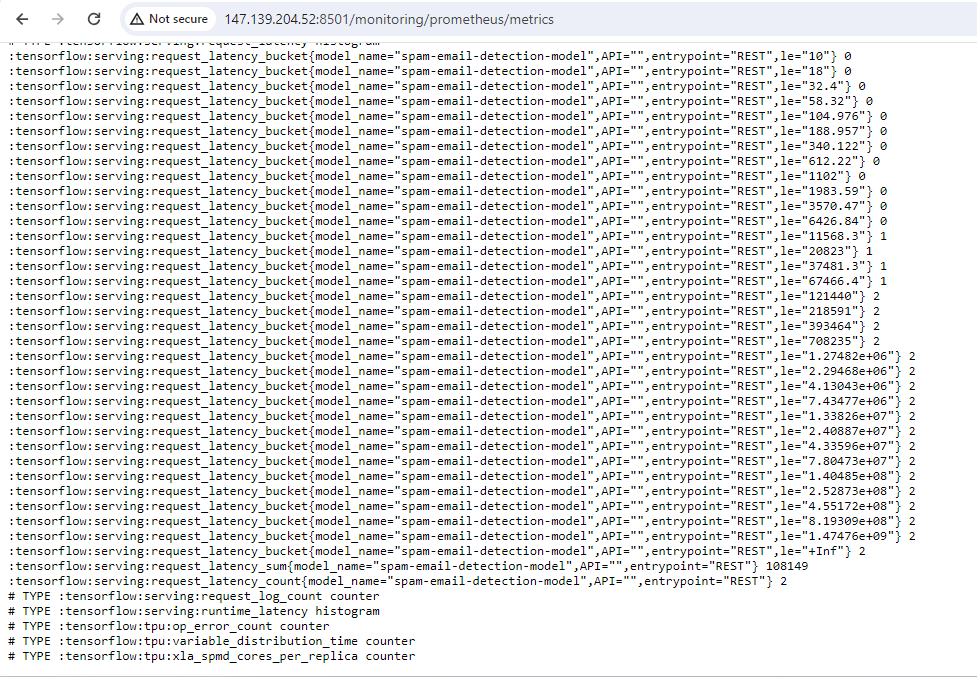 Not secure 147.139.204.52:8501/monitoring/prometheus/metrics
# TYPE :tensorflow:serving:request_latency histogram
:tensorflow:serving:request_latency_bucket{model_name="spam-email-detection-model",API="",entrypoint="REST",le="10"} 0
:tensorflow:serving:request_latency_bucket{model_name="spam-email-detection-model",API="",entrypoint="REST",le="18"} 0
:tensorflow:serving:request_latency_bucket{model_name="spam-email-detection-model",API="",entrypoint="REST",le="32.4"} 0
:tensorflow:serving:request_latency_bucket{model_name="spam-email-detection-model",API="",entrypoint="REST",le="58.32"} 0
:tensorflow:serving:request_latency_bucket{model_name="spam-email-detection-model",API="",entrypoint="REST",le="104.976"} 0
:tensorflow:serving:request_latency_bucket{model_name="spam-email-detection-model",API="",entrypoint="REST",le="188.957"} 0
:tensorflow:serving:request_latency_bucket{model_name="spam-email-detection-model",API="",entrypoint="REST",le="340.122"} 0
:tensorflow:serving:request_latency_bucket{model_name="spam-email-detection-model",API="",entrypoint="REST",le="612.22"} 0
:tensorflow:serving:request_latency_bucket{model_name="spam-email-detection-model",API="",entrypoint="REST",le="1102"} 0
:tensorflow:serving:request_latency_bucket{model_name="spam-email-detection-model",API="",entrypoint="REST",le="1983.59"} 0
:tensorflow:serving:request_latency_bucket{model_name="spam-email-detection-model",API="",entrypoint="REST",le="3570.47"} 0
:tensorflow:serving:request_latency_bucket{model_name="spam-email-detection-model",API="",entrypoint="REST",le="6426.84"} 0
:tensorflow:serving:request_latency_bucket{model_name="spam-email-detection-model",API="",entrypoint="REST",le="11568.3"} 1
:tensorflow:serving:request_latency_bucket{model_name="spam-email-detection-model",API="",entrypoint="REST",le="20823"} 1
:tensorflow:serving:request_latency_bucket{model_name="spam-email-detection-model",API="",entrypoint="REST",le="37481.3"} 1
:tensorflow:serving:request_latency_bucket{model_name="spam-email-detection-model",API="",entrypoint="REST",le="67466.4"} 1
:tensorflow:serving:request_latency_bucket{model_name="spam-email-detection-model",API="",entrypoint="REST",le="121440"} 2
:tensorflow:serving:request_latency_bucket{model_name="spam-email-detection-model",API="",entrypoint="REST",le="218591"} 2
:tensorflow:serving:request_latency_bucket{model_name="spam-email-detection-model",API="",entrypoint="REST",le="393464"} 2
:tensorflow:serving:request_latency_bucket{model_name="spam-email-detection-model",API="",entrypoint="REST",le="708235"} 2
:tensorflow:serving:request_latency_bucket{model_name="spam-email-detection-model",API="",entrypoint="REST",le="1.27482e+06"} 2
:tensorflow:serving:request_latency_bucket{model_name="spam-email-detection-model",API="",entrypoint="REST",le="2.29468e+06"} 2
:tensorflow:serving:request_latency_bucket{model_name="spam-email-detection-model",API="",entrypoint="REST",le="4.13043e+06"} 2
:tensorflow:serving:request_latency_bucket{model_name="spam-email-detection-model",API="",entrypoint="REST",le="7.43477e+06"} 2
:tensorflow:serving:request_latency_bucket{model_name="spam-email-detection-model",API="",entrypoint="REST",le="1.33826e+07"} 2
:tensorflow:serving:request_latency_bucket{model_name="spam-email-detection-model",API="",entrypoint="REST",le="2.40887e+07"} 2
:tensorflow:serving:request_latency_bucket{model_name="spam-email-detection-model",API="",entrypoint="REST",le="4.33596e+07"} 2
:tensorflow:serving:request_latency_bucket{model_name="spam-email-detection-model",API="",entrypoint="REST",le="7.80473e+07"} 2
:tensorflow:serving:request_latency_bucket{model_name="spam-email-detection-model",API="",entrypoint="REST",le="1.40485e+08"} 2
:tensorflow:serving:request_latency_bucket{model_name="spam-email-detection-model",API="",entrypoint="REST",le="2.52873e+08"} 2
:tensorflow:serving:request_latency_bucket{model_name="spam-email-detection-model",API="",entrypoint="REST",le="4.55172e+08"} 2
:tensorflow:serving:request_latency_bucket{model_name="spam-email-detection-model",API="",entrypoint="REST",le="8.19309e+08"} 2
:tensorflow:serving:request_latency_bucket{model_name="spam-email-detection-model",API="",entrypoint="REST",le="1.47476e+09"} 2
:tensorflow:serving:request_latency_bucket{model_name="spam-email-detection-model",API="",entrypoint="REST",le="+Inf"} 2
:tensorflow:serving:request_latency_sum{model_name="spam-email-detection-model",API="",entrypoint="REST"} 108149
:tensorflow:serving:request_latency_count{model_name="spam-email-detection-model",API="",entrypoint="REST"} 2
# TYPE :tensorflow:serving:request_log_count counter
# TYPE :tensorflow:serving:runtime_latency histogram
# TYPE :tensorflow:tpu:op_error_count counter
# TYPE :tensorflow:tpu:variable_distribution_time counter
# TYPE :tensorflow:tpu:xla_spmd_cores_per_replica counter